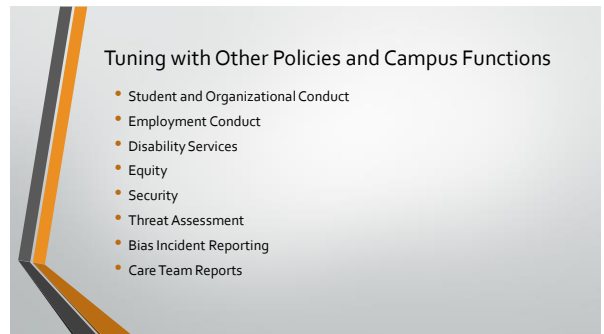 Tuning with Other Policies and Campus Functions
• Student and Organizational Conduct
• Employment Conduct
• Disability Services
• Equity
• Security
• Threat Assessment
• Bias Incident Reporting
• Care Team Reports